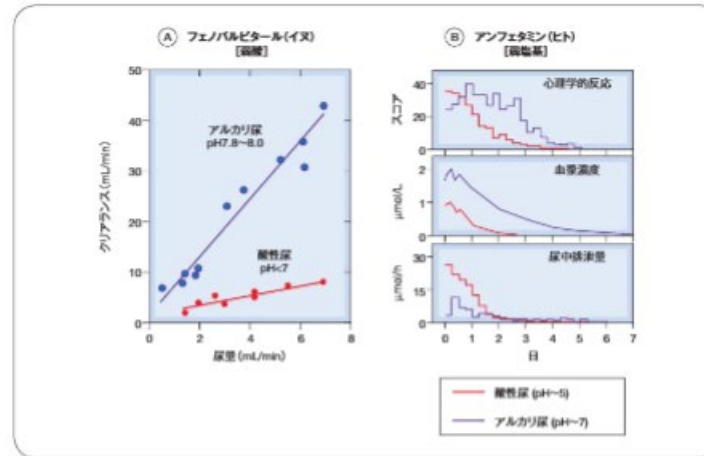 A フェノバルビタール(イヌ)
[弱酸]
50
40
30
20
10
0
クリアランス(mL/min)
アルカリ尿
pH7.8~8.0
酸性尿
pH<7
0 2 4 6 8
尿量(mL/min)
B アンフェタミン(ヒト)
[弱塩基]
心理学的反応
スコア
40
20
0
血漿濃度
μmol/L
2
1
0
尿中排泄量
μmol/h
30
15
0
0 1 2 3 4 5 6 7
日
酸性尿 (pH~5)
アルカリ尿 (pH~7)